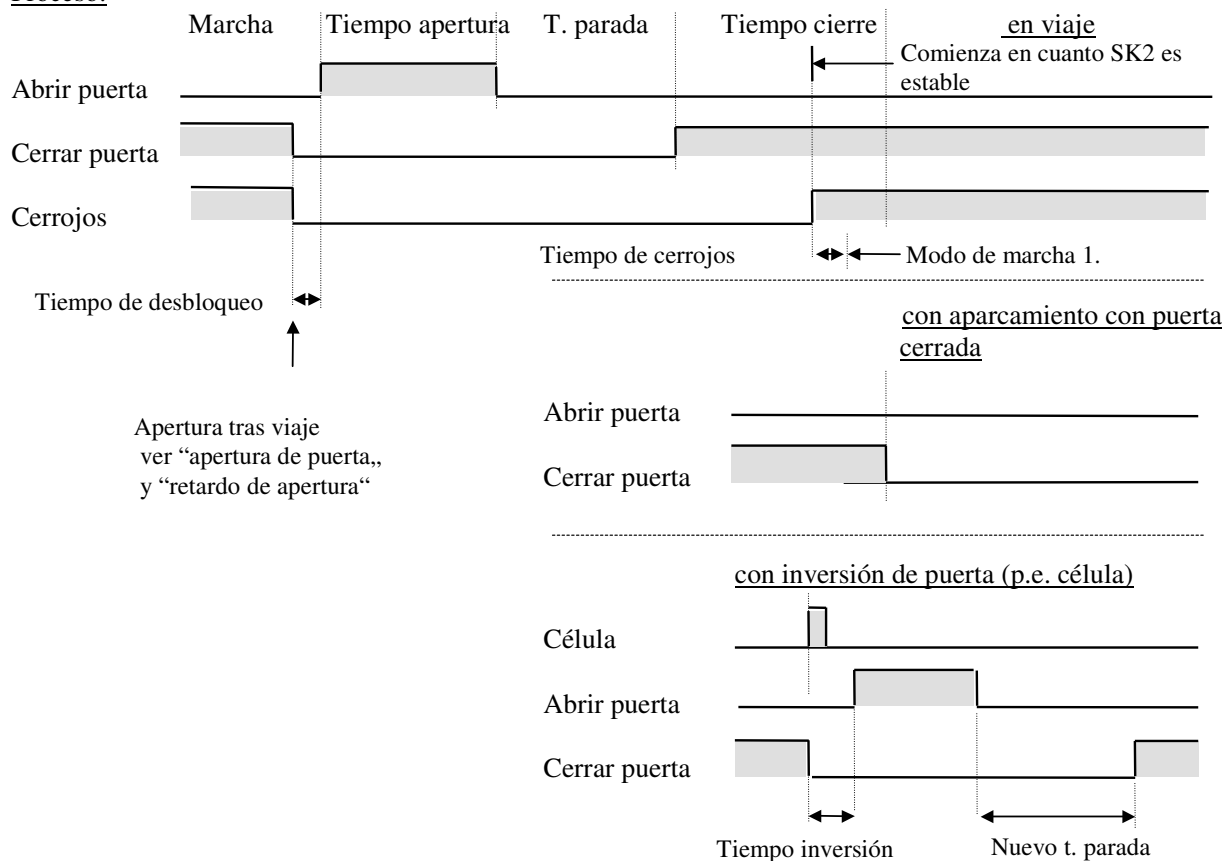 Proceso:
Marcha Tiempo apertura T. parada Tiempo cierre en viaje
Comienza en cuanto SK2 es
estable
Abrir puerta
Cerrar puerta
Cerrojos
Tiempo de cerrojos Modo de marcha 1.
Tiempo de desbloqueo
con aparcamiento con puerta
cerrada
Abrir puerta
Apertura tras viaje
ver “apertura de puerta„
y “retardo de apertura“
Cerrar puerta
con inversión de puerta (p.e. célula)
Célula
Abrir puerta
Cerrar puerta
Tiempo inversión Nuevo t. parada